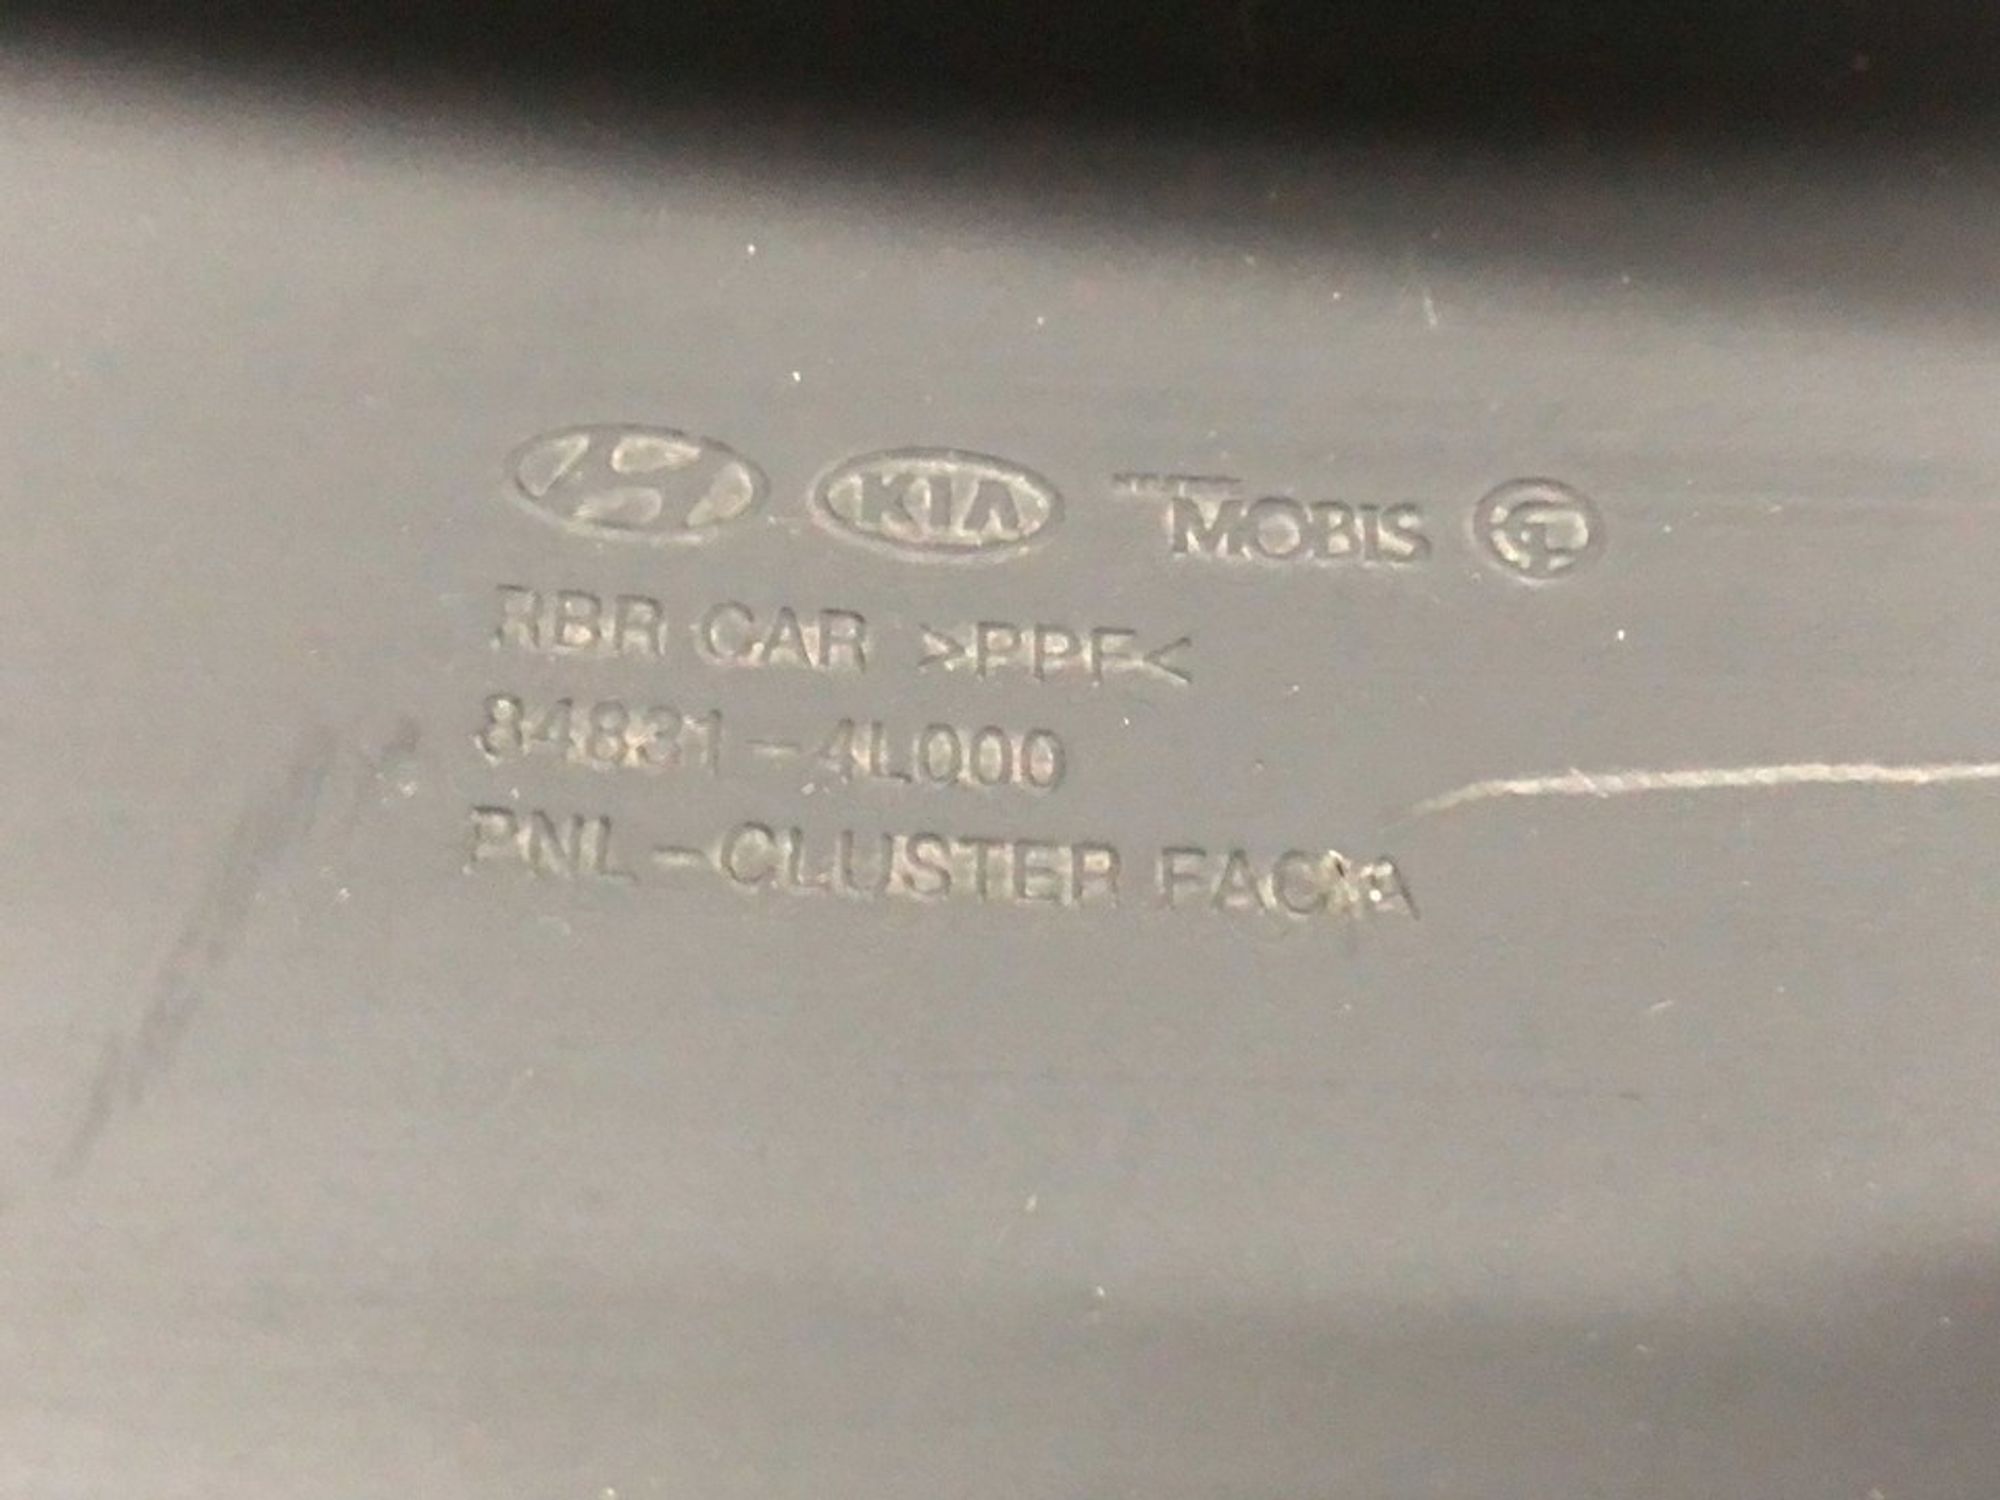 KIA MOBIS
RBR CAR >PPF<
84831-4L000
PNL-CLUSTER FACIA